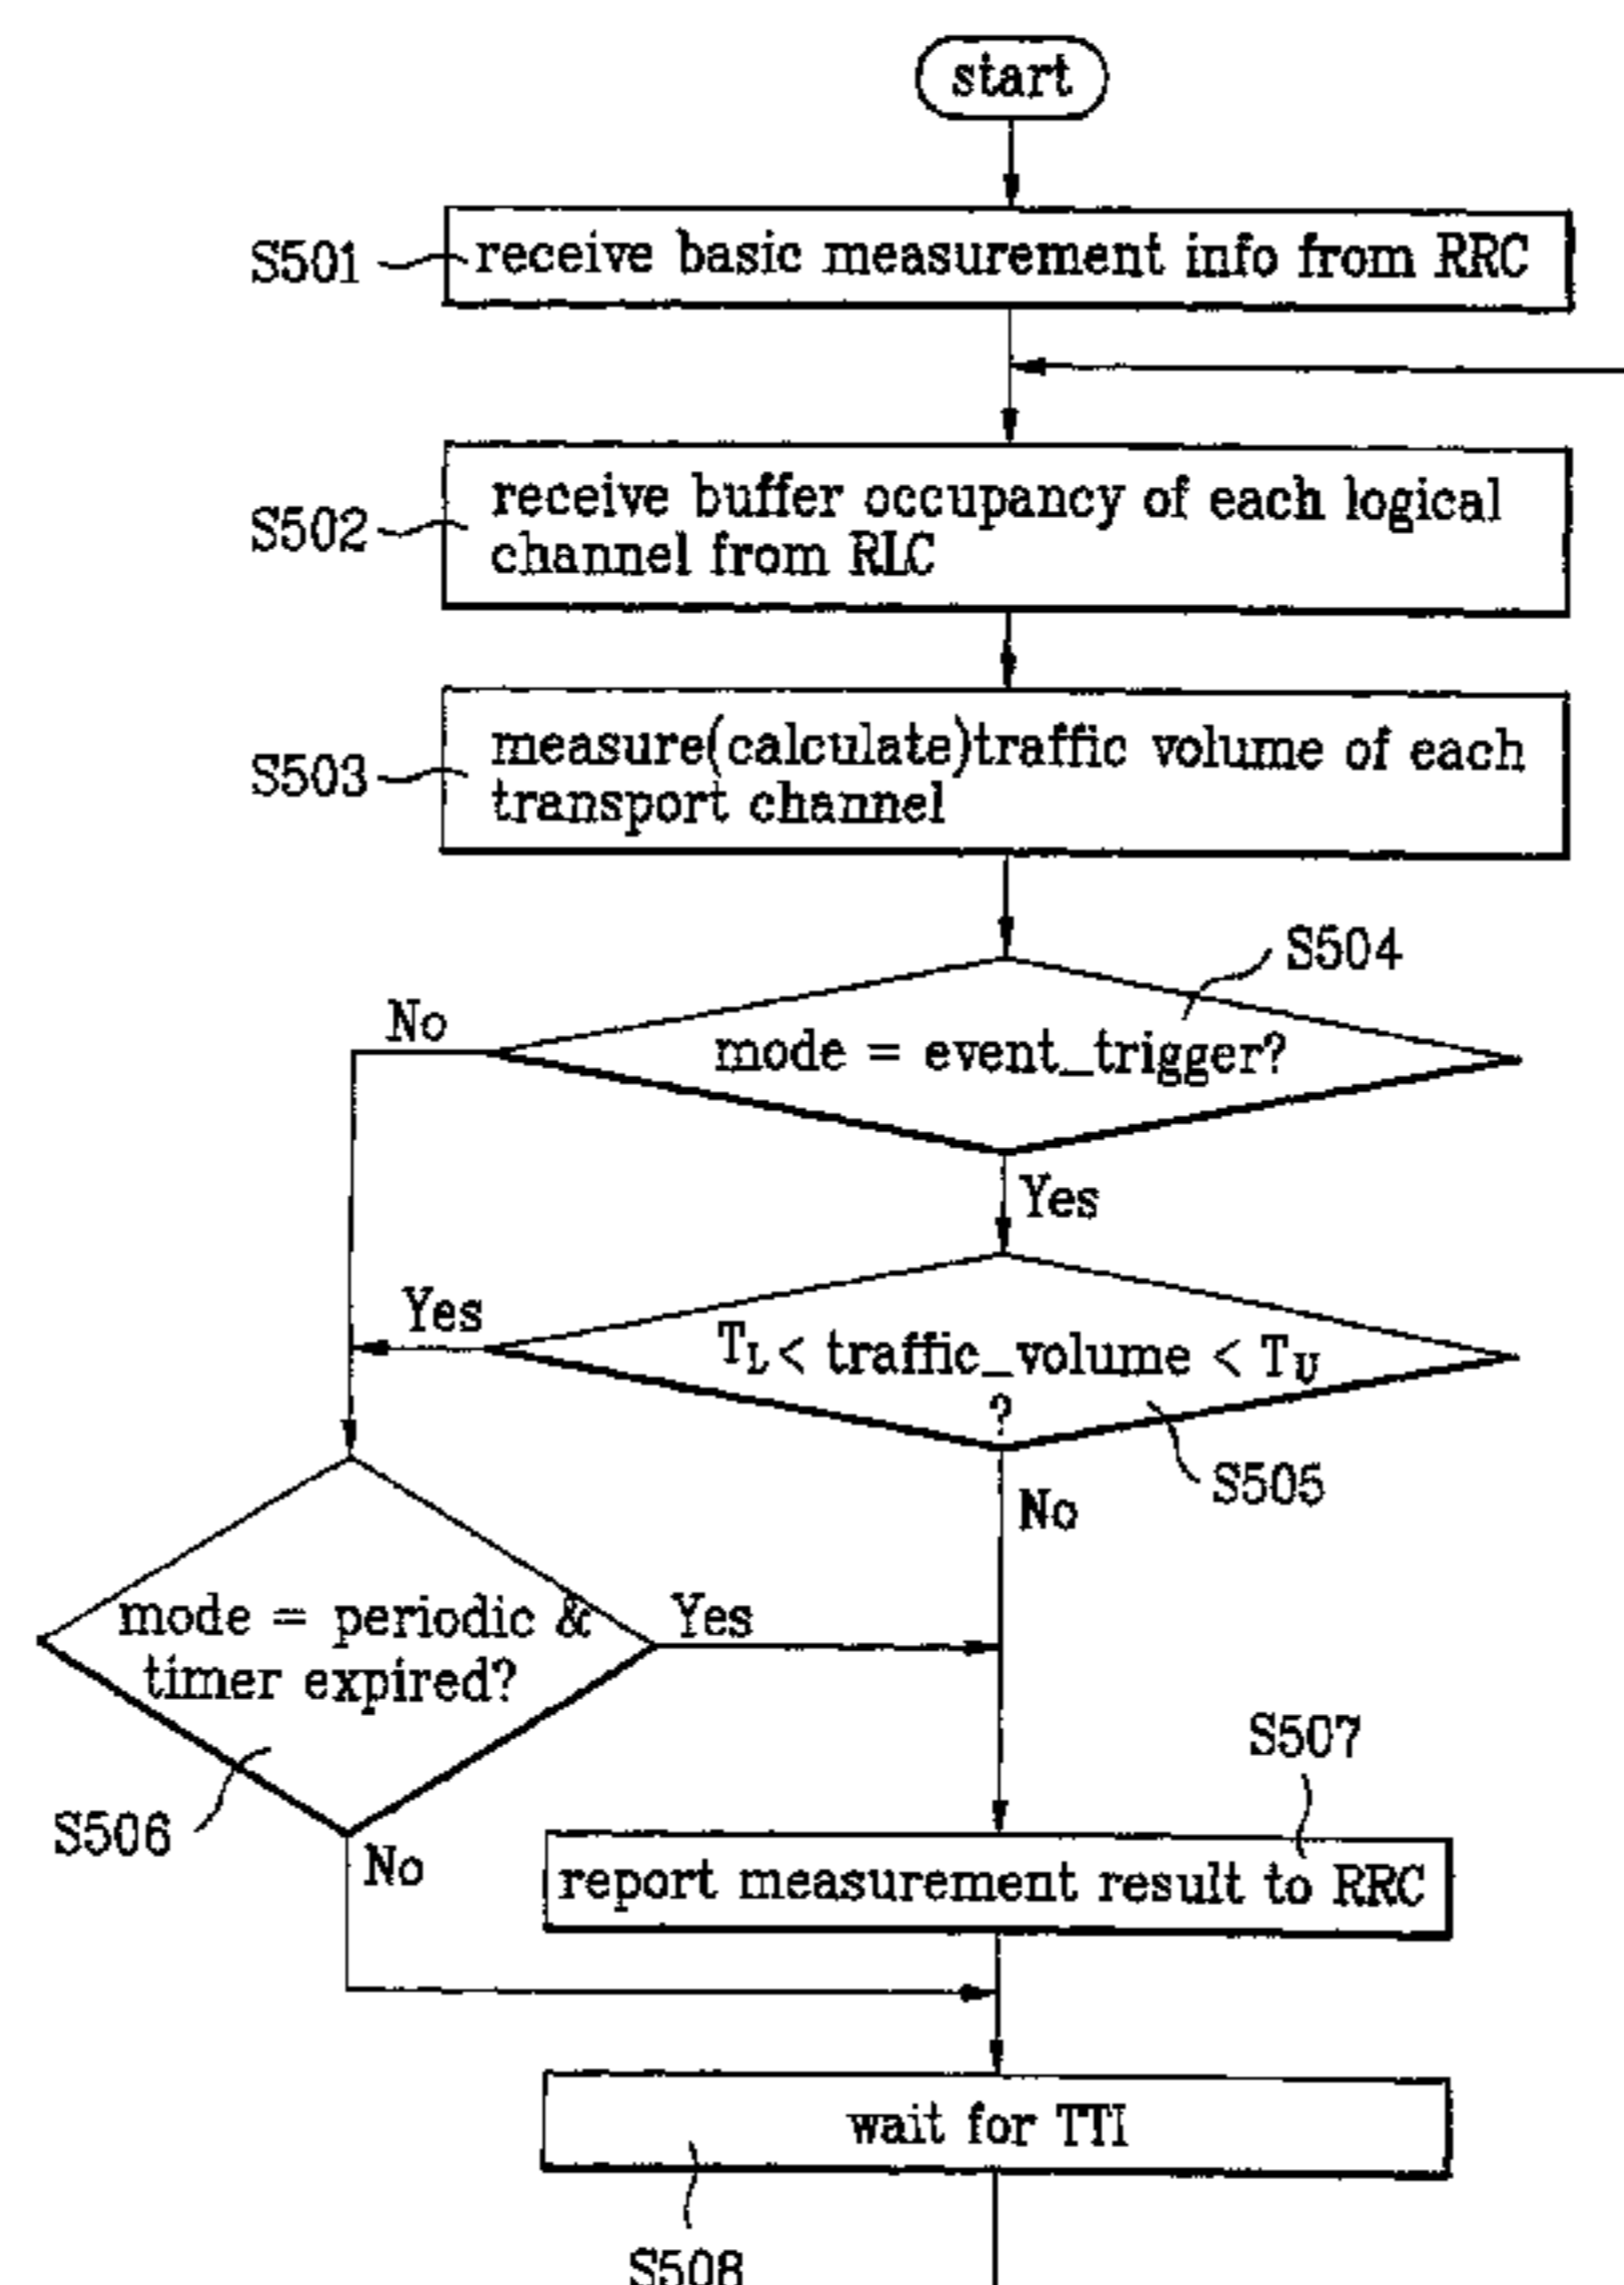 start
S501
receive basic measurement info from RRC
S502
receive buffer occupancy of each logical
channel from RLC
S503
measure(calculate)traffic volume of each
transport channel
S504
No
mode = event_trigger?
Yes
Yes
TL < traffic_volume < TU
?
S505
No
mode = periodic &
timer expired?
Yes
S507
S506
No
report measurement result to RRC
wait for TTI
S508